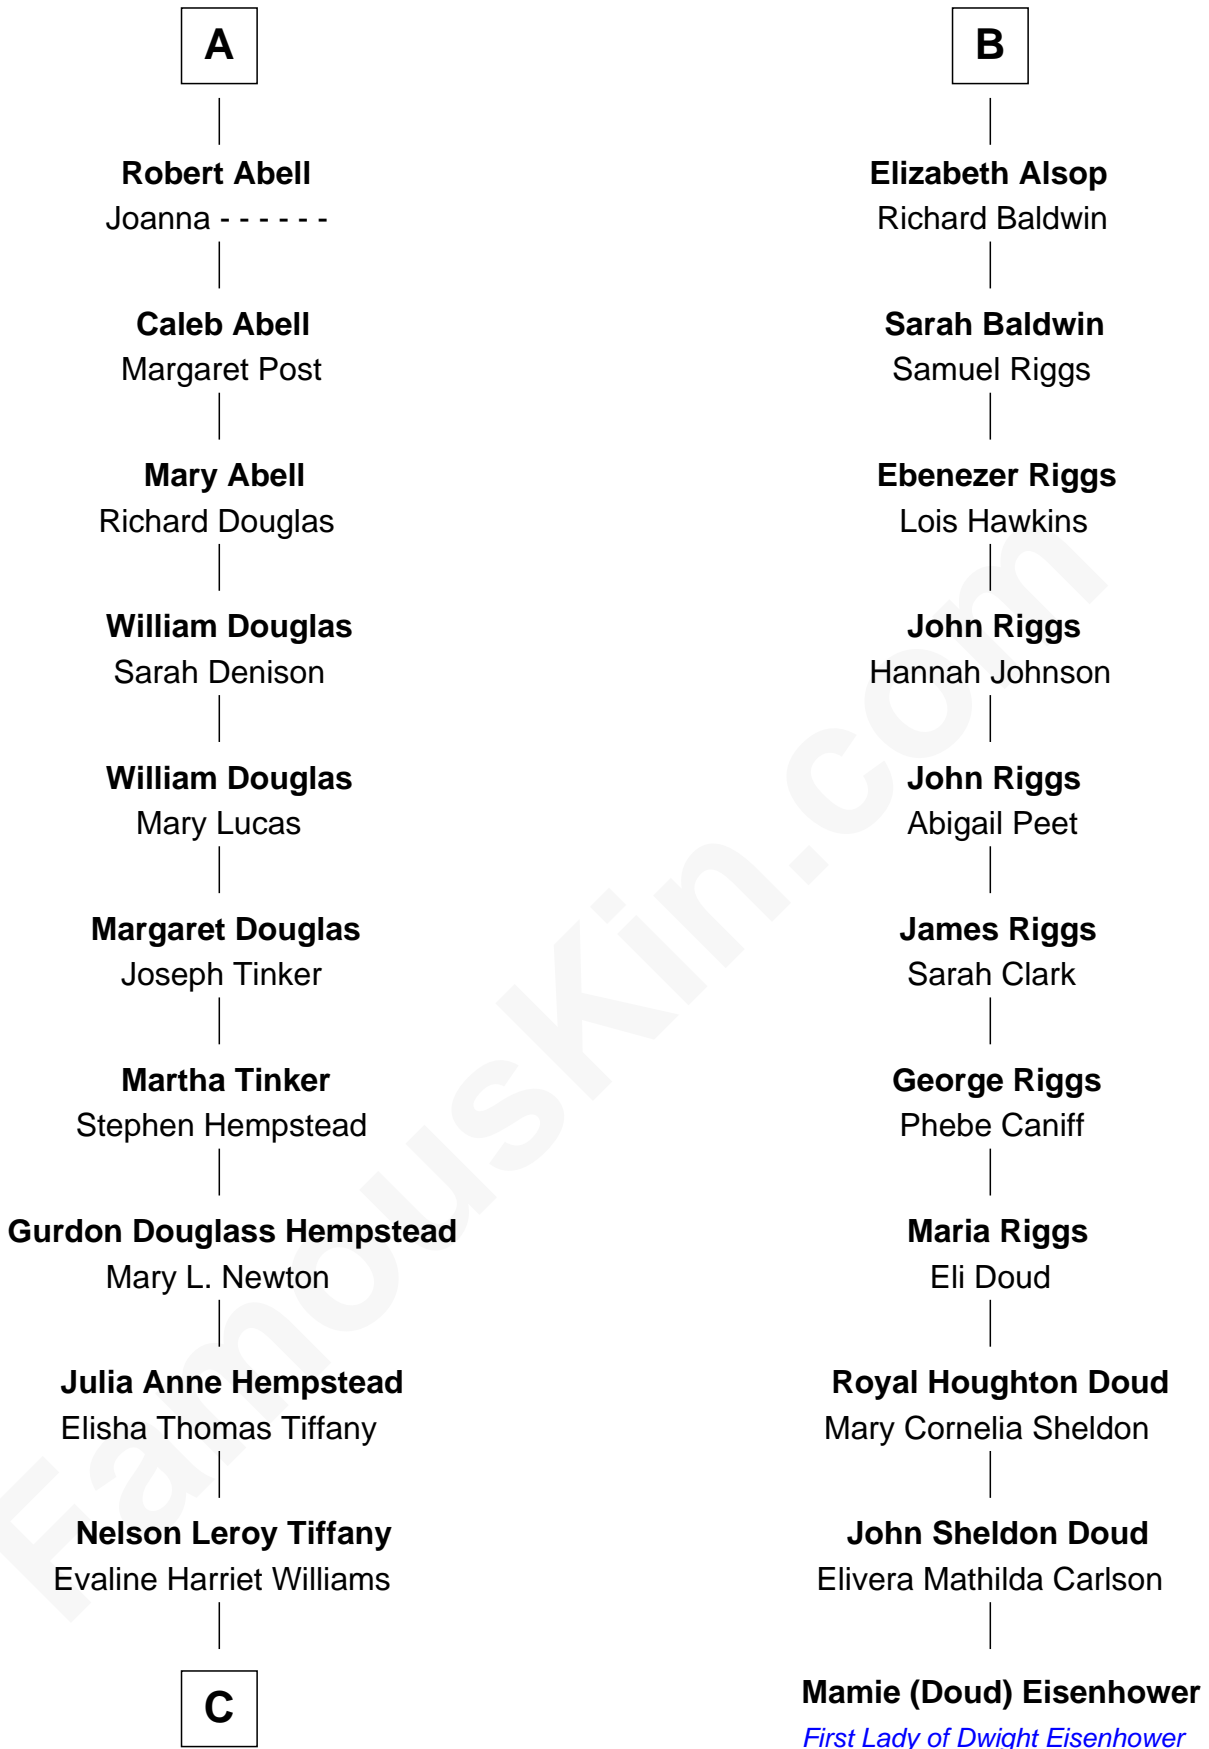 A
Robert Abell
Joanna - - - - - -
Caleb Abell
Margaret Post
Mary Abell
Richard Douglas
William Douglas
Sarah Denison
William Douglas
Mary Lucas
Margaret Douglas
Joseph Tinker
Martha Tinker
Stephen Hempstead
Gurdon Douglass Hempstead
Mary L. Newton
Julia Anne Hempstead
Elisha Thomas Tiffany
Nelson Leroy Tiffany
Evaline Harriet Williams
C
B
Elizabeth Alsop
Richard Baldwin
Sarah Baldwin
Samuel Riggs
Ebenezer Riggs
Lois Hawkins
John Riggs
Hannah Johnson
John Riggs
Abigail Peet
James Riggs
Sarah Clark
George Riggs
Phebe Caniff
Maria Riggs
Eli Doud
Royal Houghton Doud
Mary Cornelia Sheldon
John Sheldon Doud
Elivera Mathilda Carlson
Mamie (Doud) Eisenhower
First Lady of Dwight Eisenhower
FamousKin.com